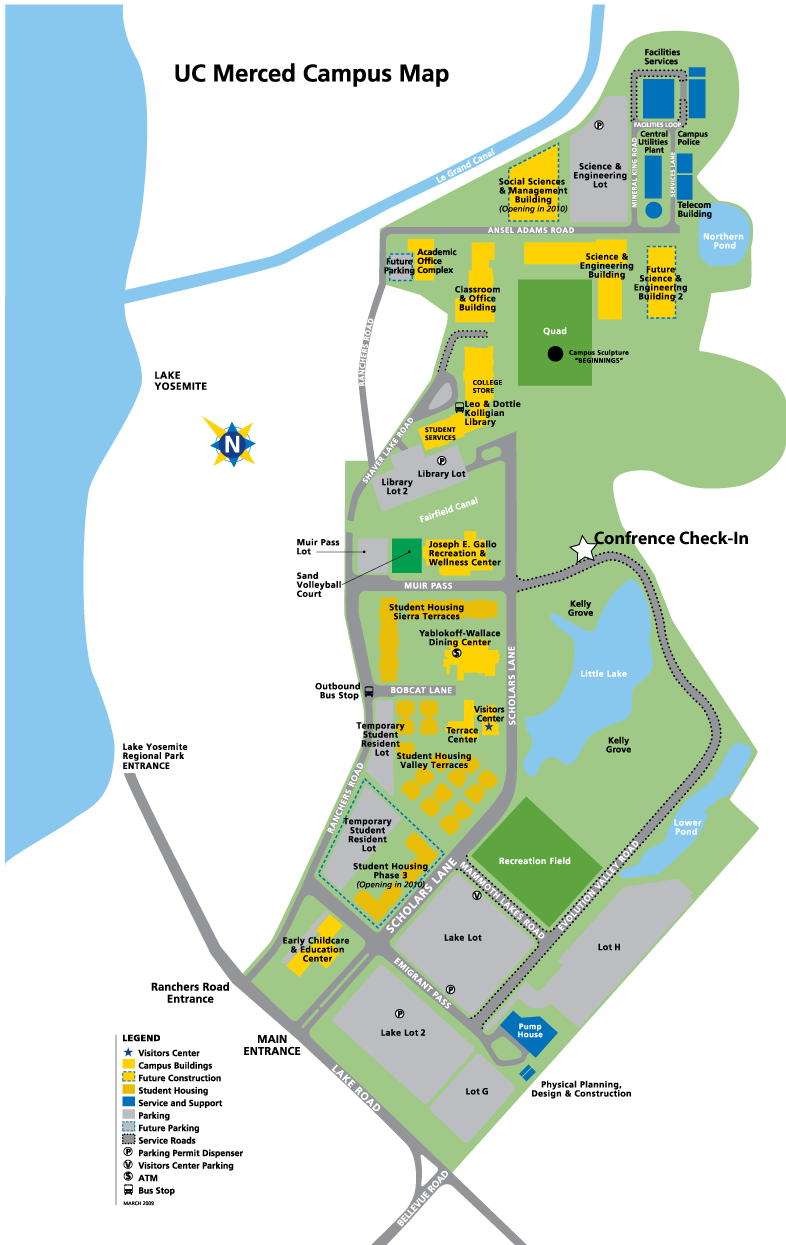 UC Merced Campus Map
Facilities
Services
FACILITIES LOOP
Central
Utilities
Plant
Campus
Police
MINERAL KING ROAD
SERVICES LANE
Telecom
Building
P
Science &
Engineering
Lot
Le Grand Canal
Social Sciences
& Management
Building
(Opening in 2010)
ANSEL ADAMS ROAD
Northern
Pond
Academic
Office
Complex
Future
Parking
Classroom
& Office
Building
Science &
Engineering
Building
Future
Science &
Engineering
Building 2
Quad
Campus Sculpture
"BEGINNINGS"
RANCHERS ROAD
LAKE
YOSEMITE
N
COLLEGE
STORE
Leo & Dottie
Kolligian
Library
STUDENT
SERVICES
SHAVER LAKE ROAD
P
Library Lot
Library
Lot 2
Fairfield Canal
Muir Pass
Lot
Sand
Volleyball
Court
Joseph E. Gallo
Recreation &
Wellness Center
Confrence Check-In
MUIR PASS
Kelly
Grove
Student Housing
Sierra Terraces
Yablokoff-Wallace
Dining Center
$
SCHOLARS LANE
Little Lake
Outbound
Bus Stop
BOBCAT LANE
Visitors
Center
Terrace
Center
Temporary
Student
Resident
Lot
Student Housing
Valley Terraces
Kelly
Grove
Lake Yosemite
Regional Park
ENTRANCE
RANCHERS ROAD
Temporary
Student
Resident
Lot
Student Housing
Phase 3
(Opening in 2010)
SCHOLARS LANE
Recreation Field
Lower
Pond
MAMMOTH LAKES ROAD
EVOLUTION VALLEY ROAD
V
Lake Lot
P
Lot H
Early Childcare
& Education
Center
EMIGRANT PASS
Ranchers Road
Entrance
P
Lake Lot 2
Pump
House
MAIN
ENTRANCE
LAKE ROAD
Lot G
Physical Planning,
Design & Construction
BELLEVUE ROAD
LEGEND
Visitors Center
Campus Buildings
Future Construction
Student Housing
Service and Support
Parking
Future Parking
Service Roads
P Parking Permit Dispenser
V Visitors Center Parking
$ ATM
Bus Stop
MARCH 2009